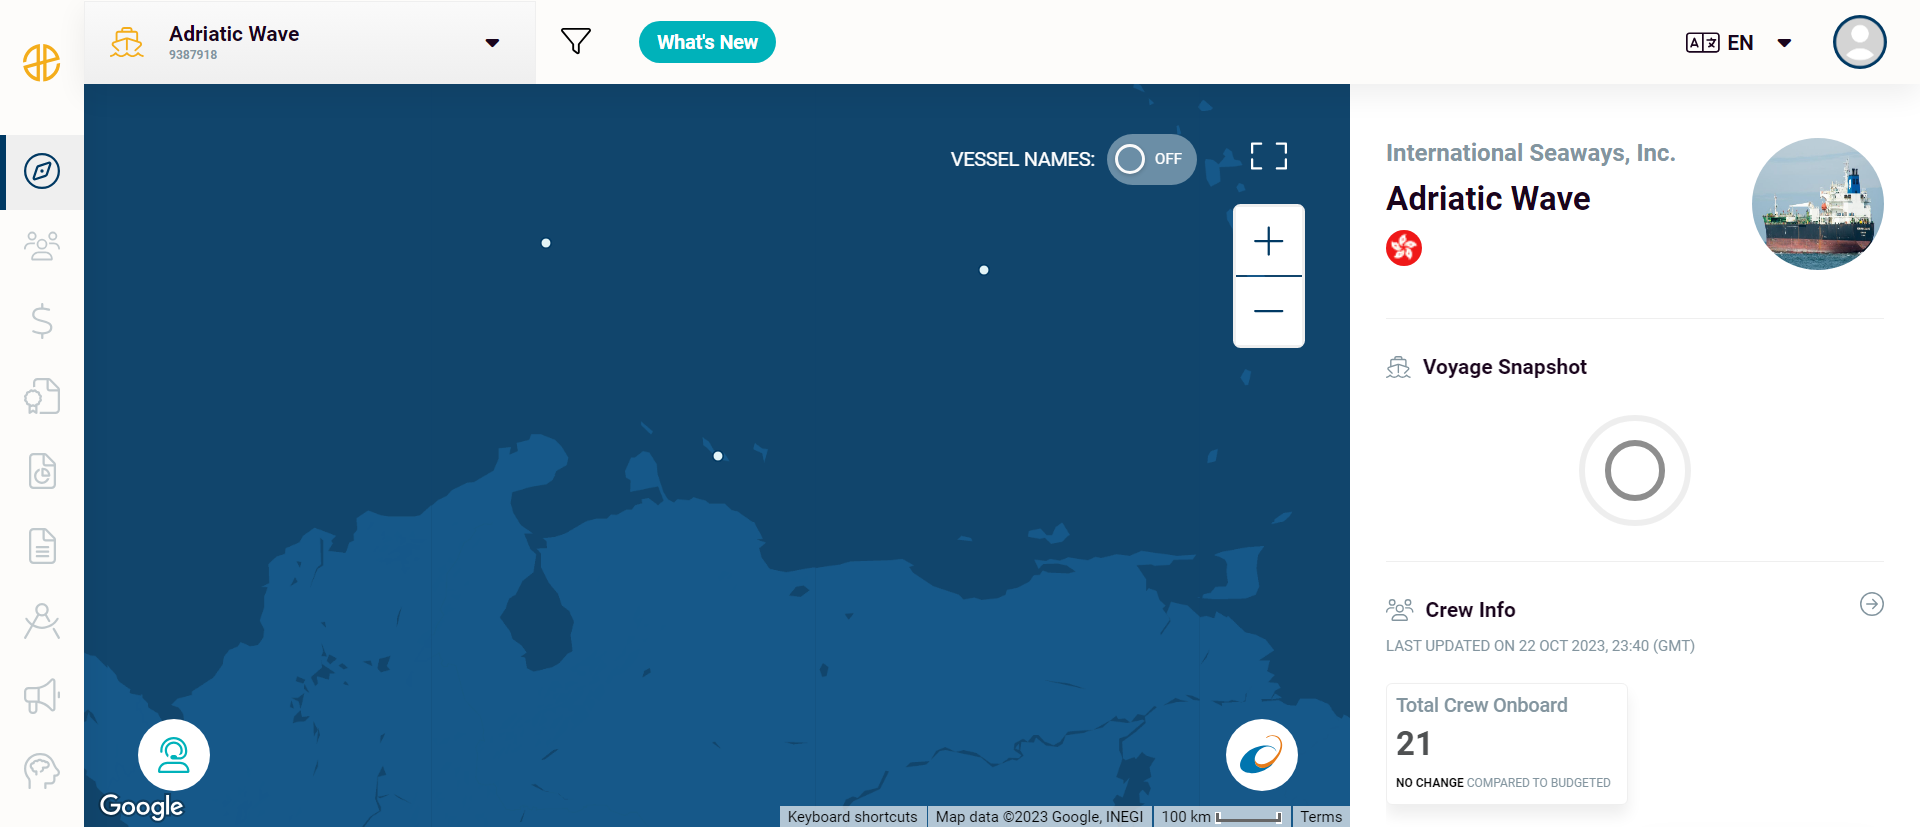 Adriatic Wave
9387918
What's New
EN
VESSEL NAMES: OFF
International Seaways, Inc.
Adriatic Wave
Voyage Snapshot
Crew Info
LAST UPDATED ON 22 OCT 2023, 23:40 (GMT)
Total Crew Onboard
21
NO CHANGE COMPARED TO BUDGETED
Google
Keyboard shortcuts
Map data ©2023 Google, INEGI
100 km
Terms